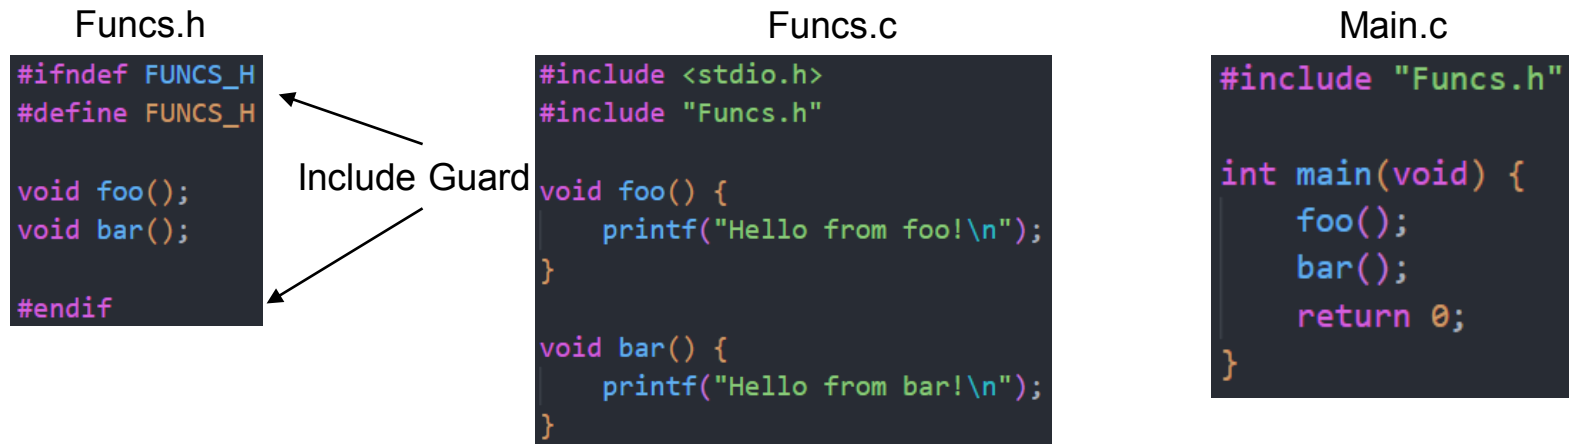 Funcs.h
#ifndef FUNCS_H
#define FUNCS_H
void foo();
void bar();
#endif
Include Guard
Funcs.c
#include <stdio.h>
#include "Funcs.h"
void foo() {
printf("Hello from foo!\n");
}
void bar() {
printf("Hello from bar!\n");
}
Main.c
#include "Funcs.h"
int main(void) {
foo();
bar();
return 0;
}